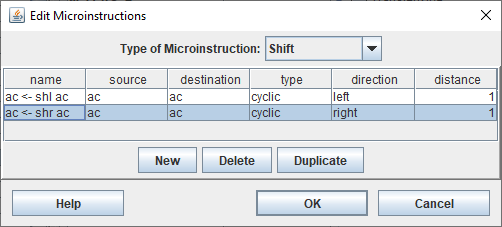 Edit Microinstructions
Type of Microinstruction: Shift
name source destination type direction distance
ac <- shl ac ac ac cyclic left 1
ac <- shr ac ac ac cyclic right 1
New Delete Duplicate
Help OK Cancel